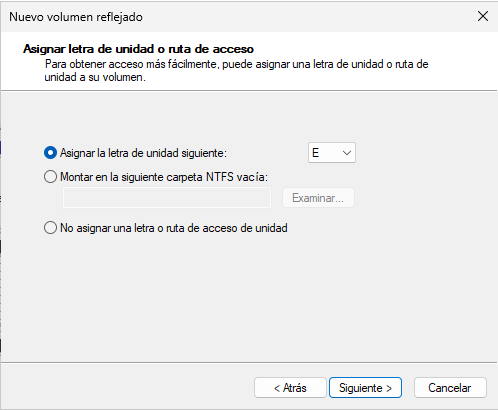 Nuevo volumen reflejado
Asignar letra de unidad o ruta de acceso
Para obtener acceso más fácilmente, puede asignar una letra de unidad o ruta de
unidad a su volumen.
Asignar la letra de unidad siguiente: E
Montar en la siguiente carpeta NTFS vacía:
Examinar...
No asignar una letra o ruta de acceso de unidad
< Atrás Siguiente > Cancelar